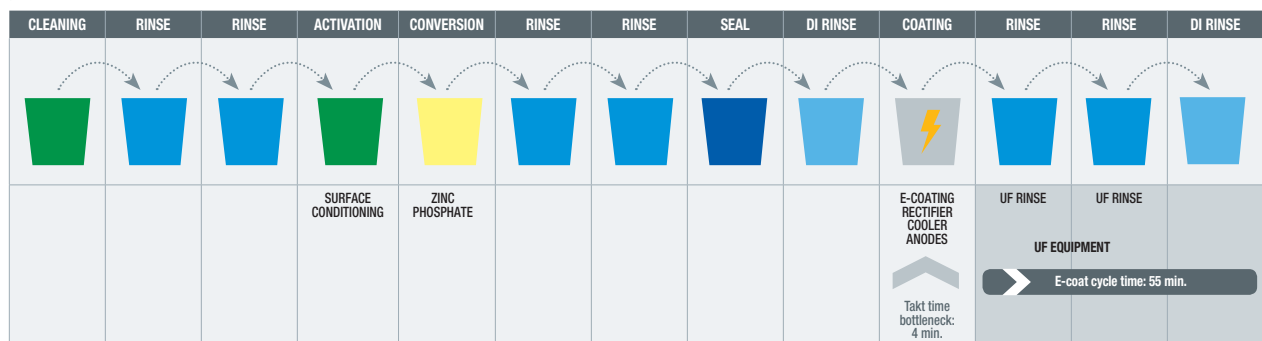 CLEANING RINSE RINSE ACTIVATION CONVERSION RINSE RINSE SEAL DI RINSE COATING RINSE RINSE DI RINSE
SURFACE
CONDITIONING
ZINC
PHOSPHATE
E-COATING
RECTIFIER
COOLER
ANODES
UF RINSE
UF RINSE
UF EQUIPMENT
E-coat cycle time: 55 min.
Takt time
bottleneck:
4 min.